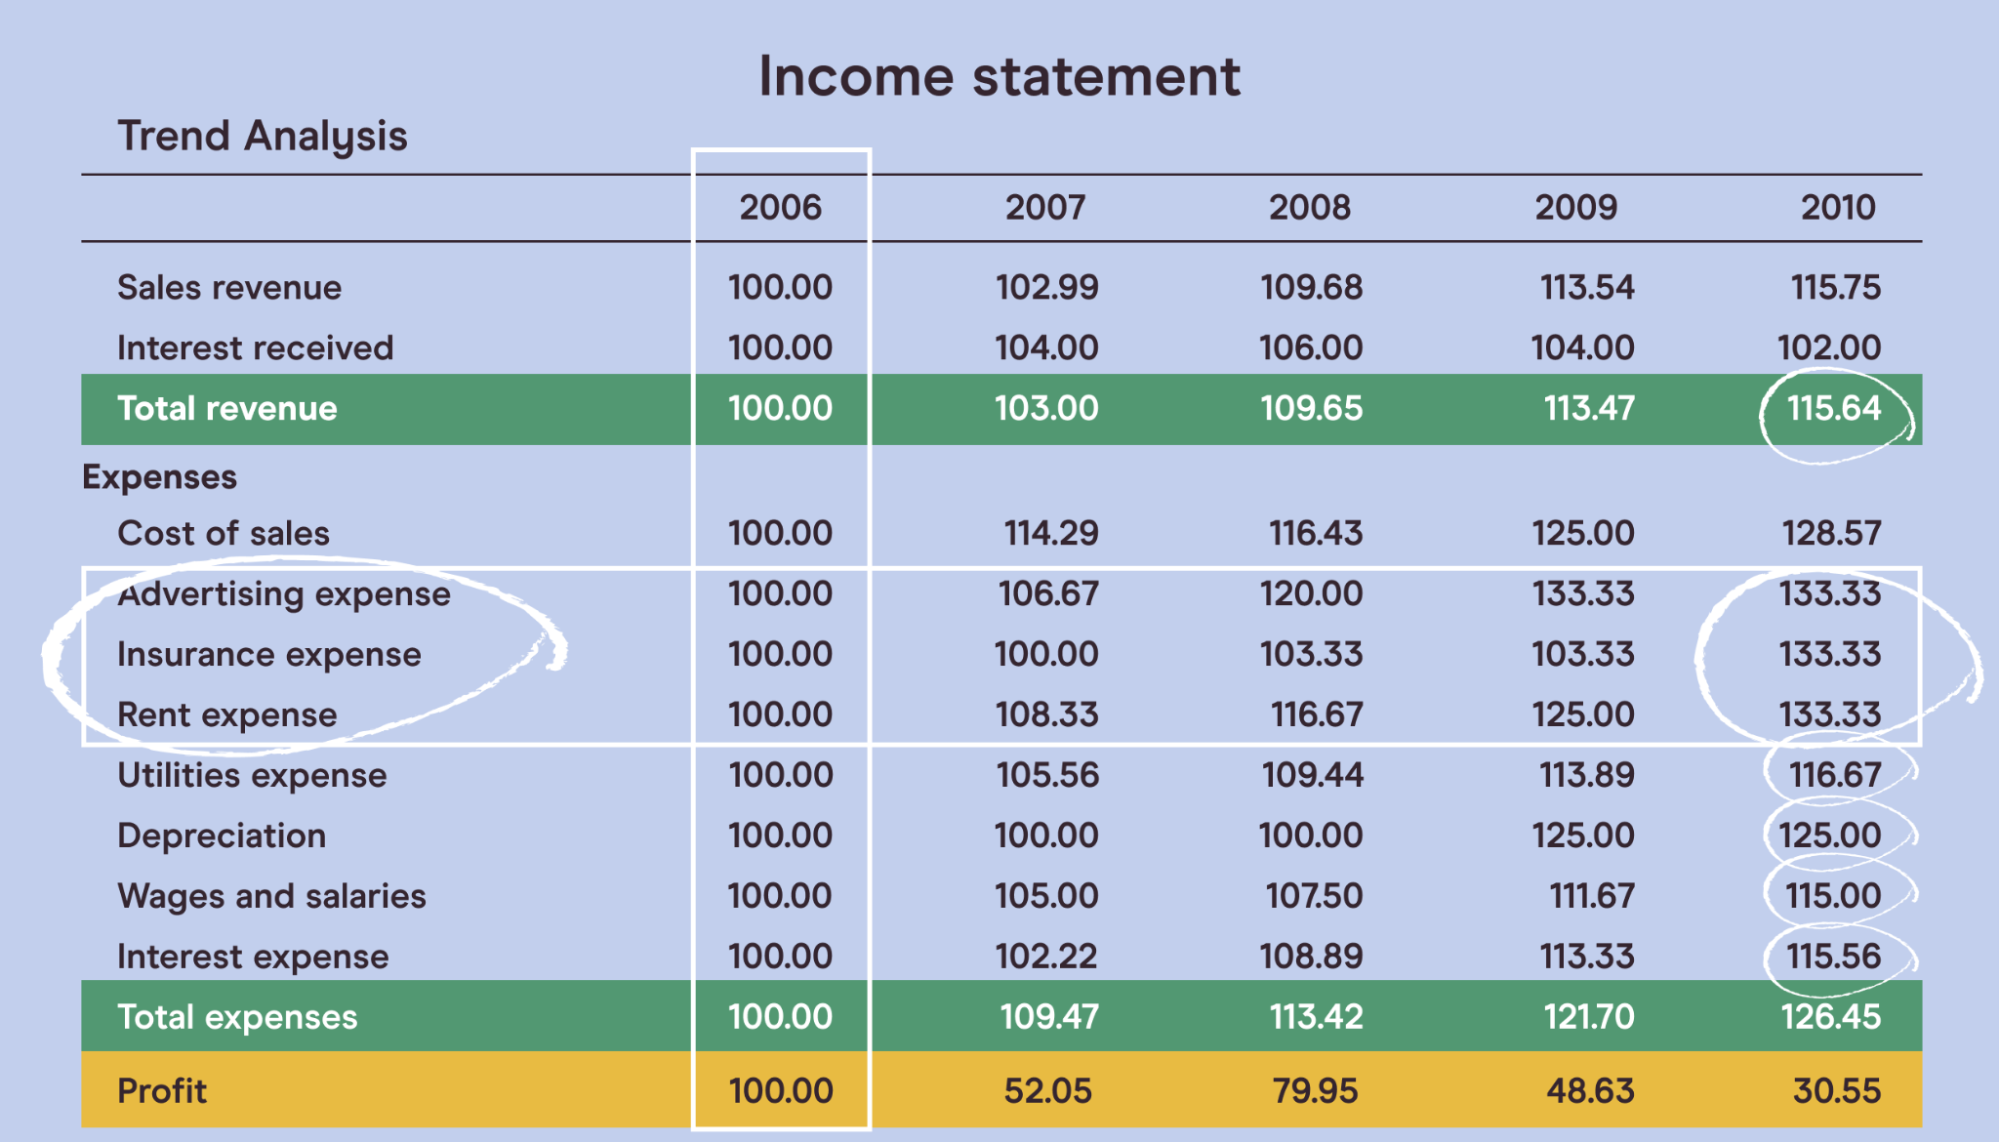 Income statement
Trend Analysis
2006 2007 2008 2009 2010
Sales revenue 100.00 102.99 109.68 113.54 115.75
Interest received 100.00 104.00 106.00 104.00 102.00
Total revenue 100.00 103.00 109.65 113.47 115.64
Expenses
Cost of sales 100.00 114.29 116.43 125.00 128.57
Advertising expense 100.00 106.67 120.00 133.33 133.33
Insurance expense 100.00 100.00 103.33 103.33 133.33
Rent expense 100.00 108.33 116.67 125.00 133.33
Utilities expense 100.00 105.56 109.44 113.89 116.67
Depreciation 100.00 100.00 100.00 125.00 125.00
Wages and salaries 100.00 105.00 107.50 111.67 115.00
Interest expense 100.00 102.22 108.89 113.33 115.56
Total expenses 100.00 109.47 113.42 121.70 126.45
Profit 100.00 52.05 79.95 48.63 30.55